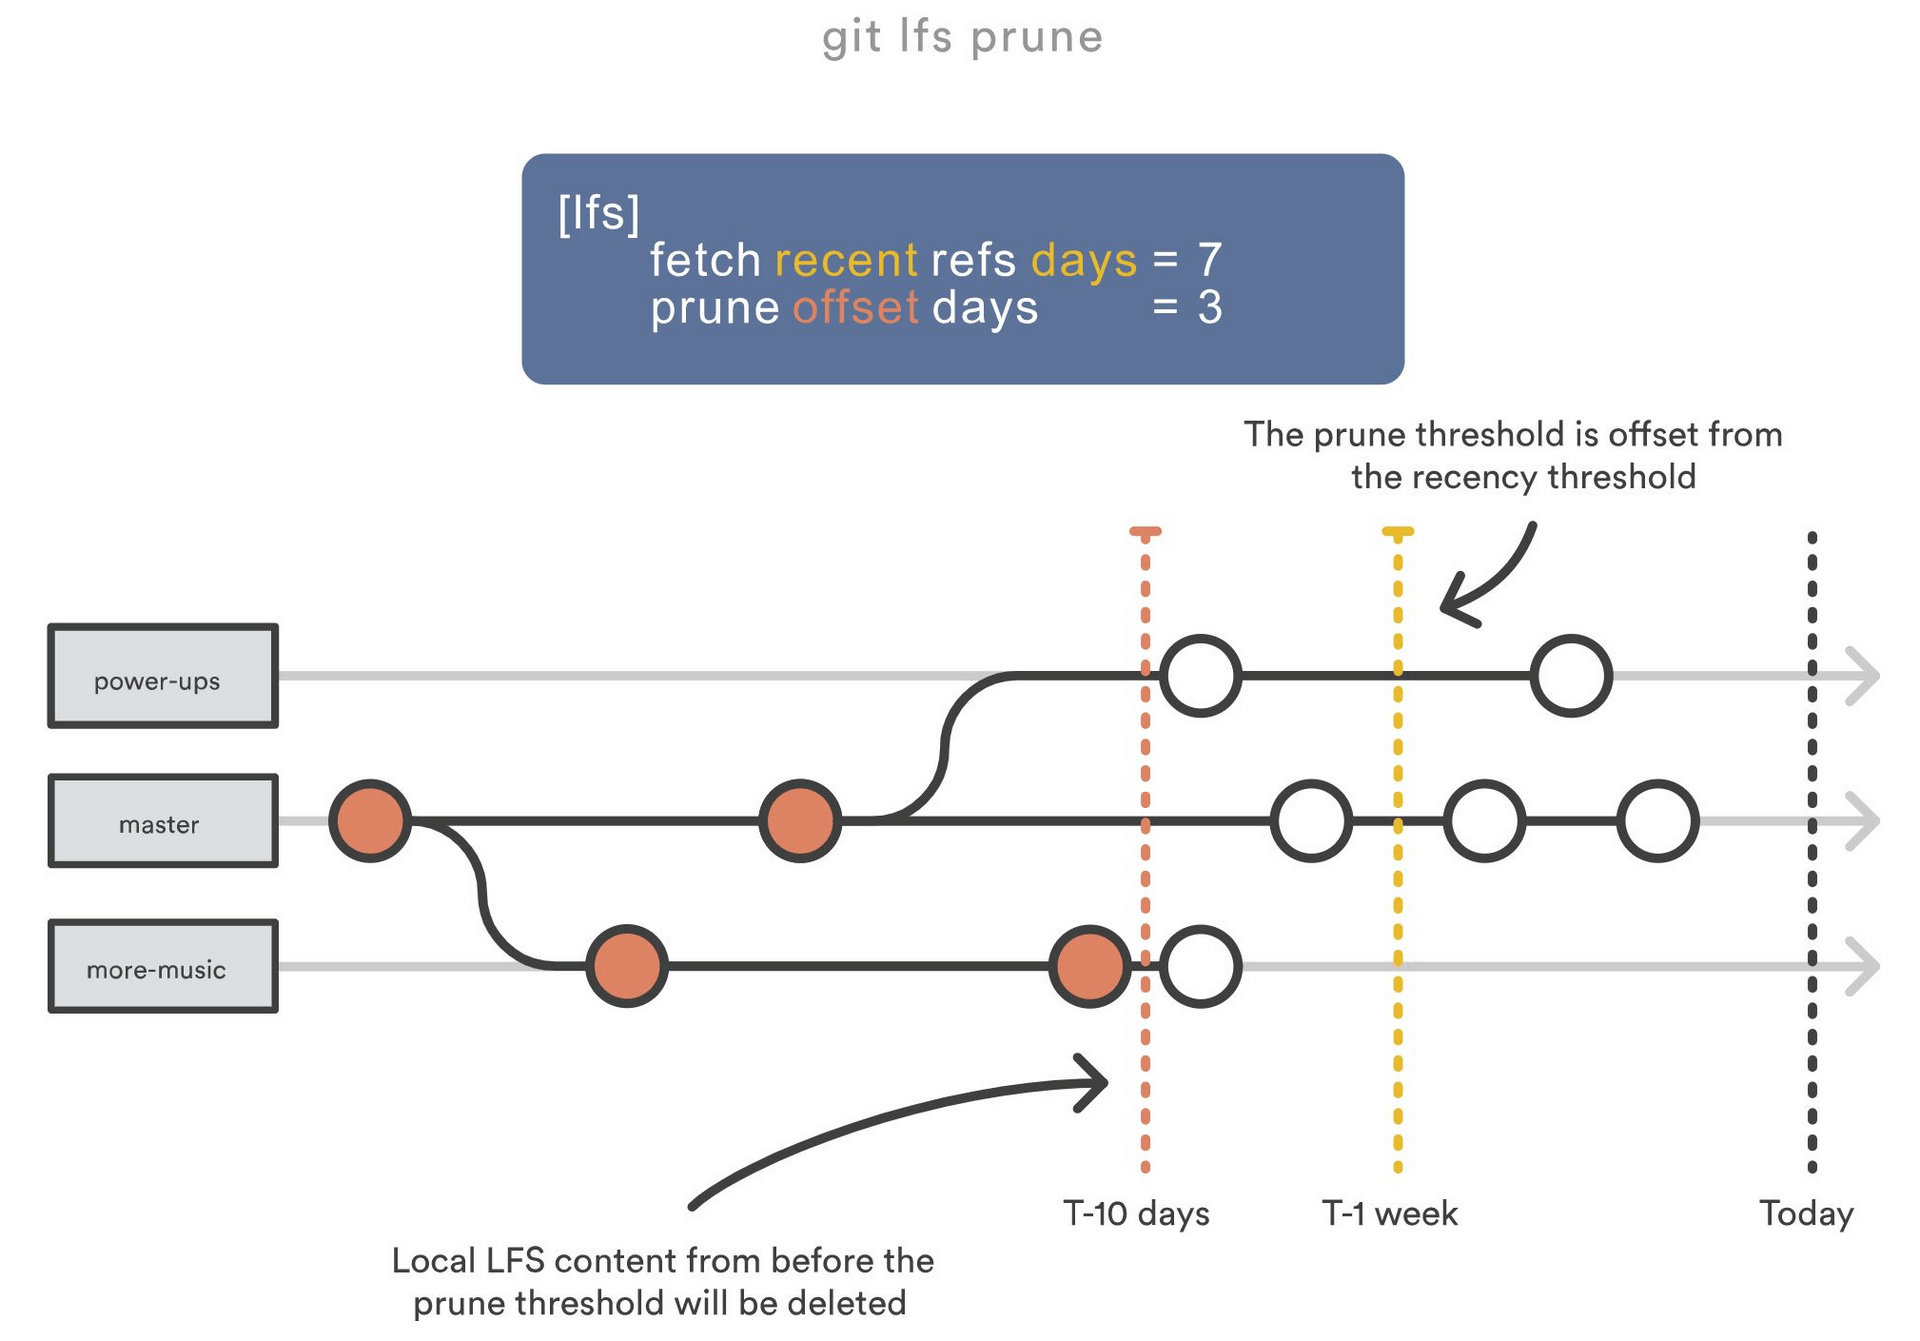 git lfs prune
[lfs]
fetch recent refs days = 7
prune offset days = 3
The prune threshold is offset from
the recency threshold
power-ups
master
more-music
T-10 days
T-1 week
Today
Local LFS content from before the
prune threshold will be deleted